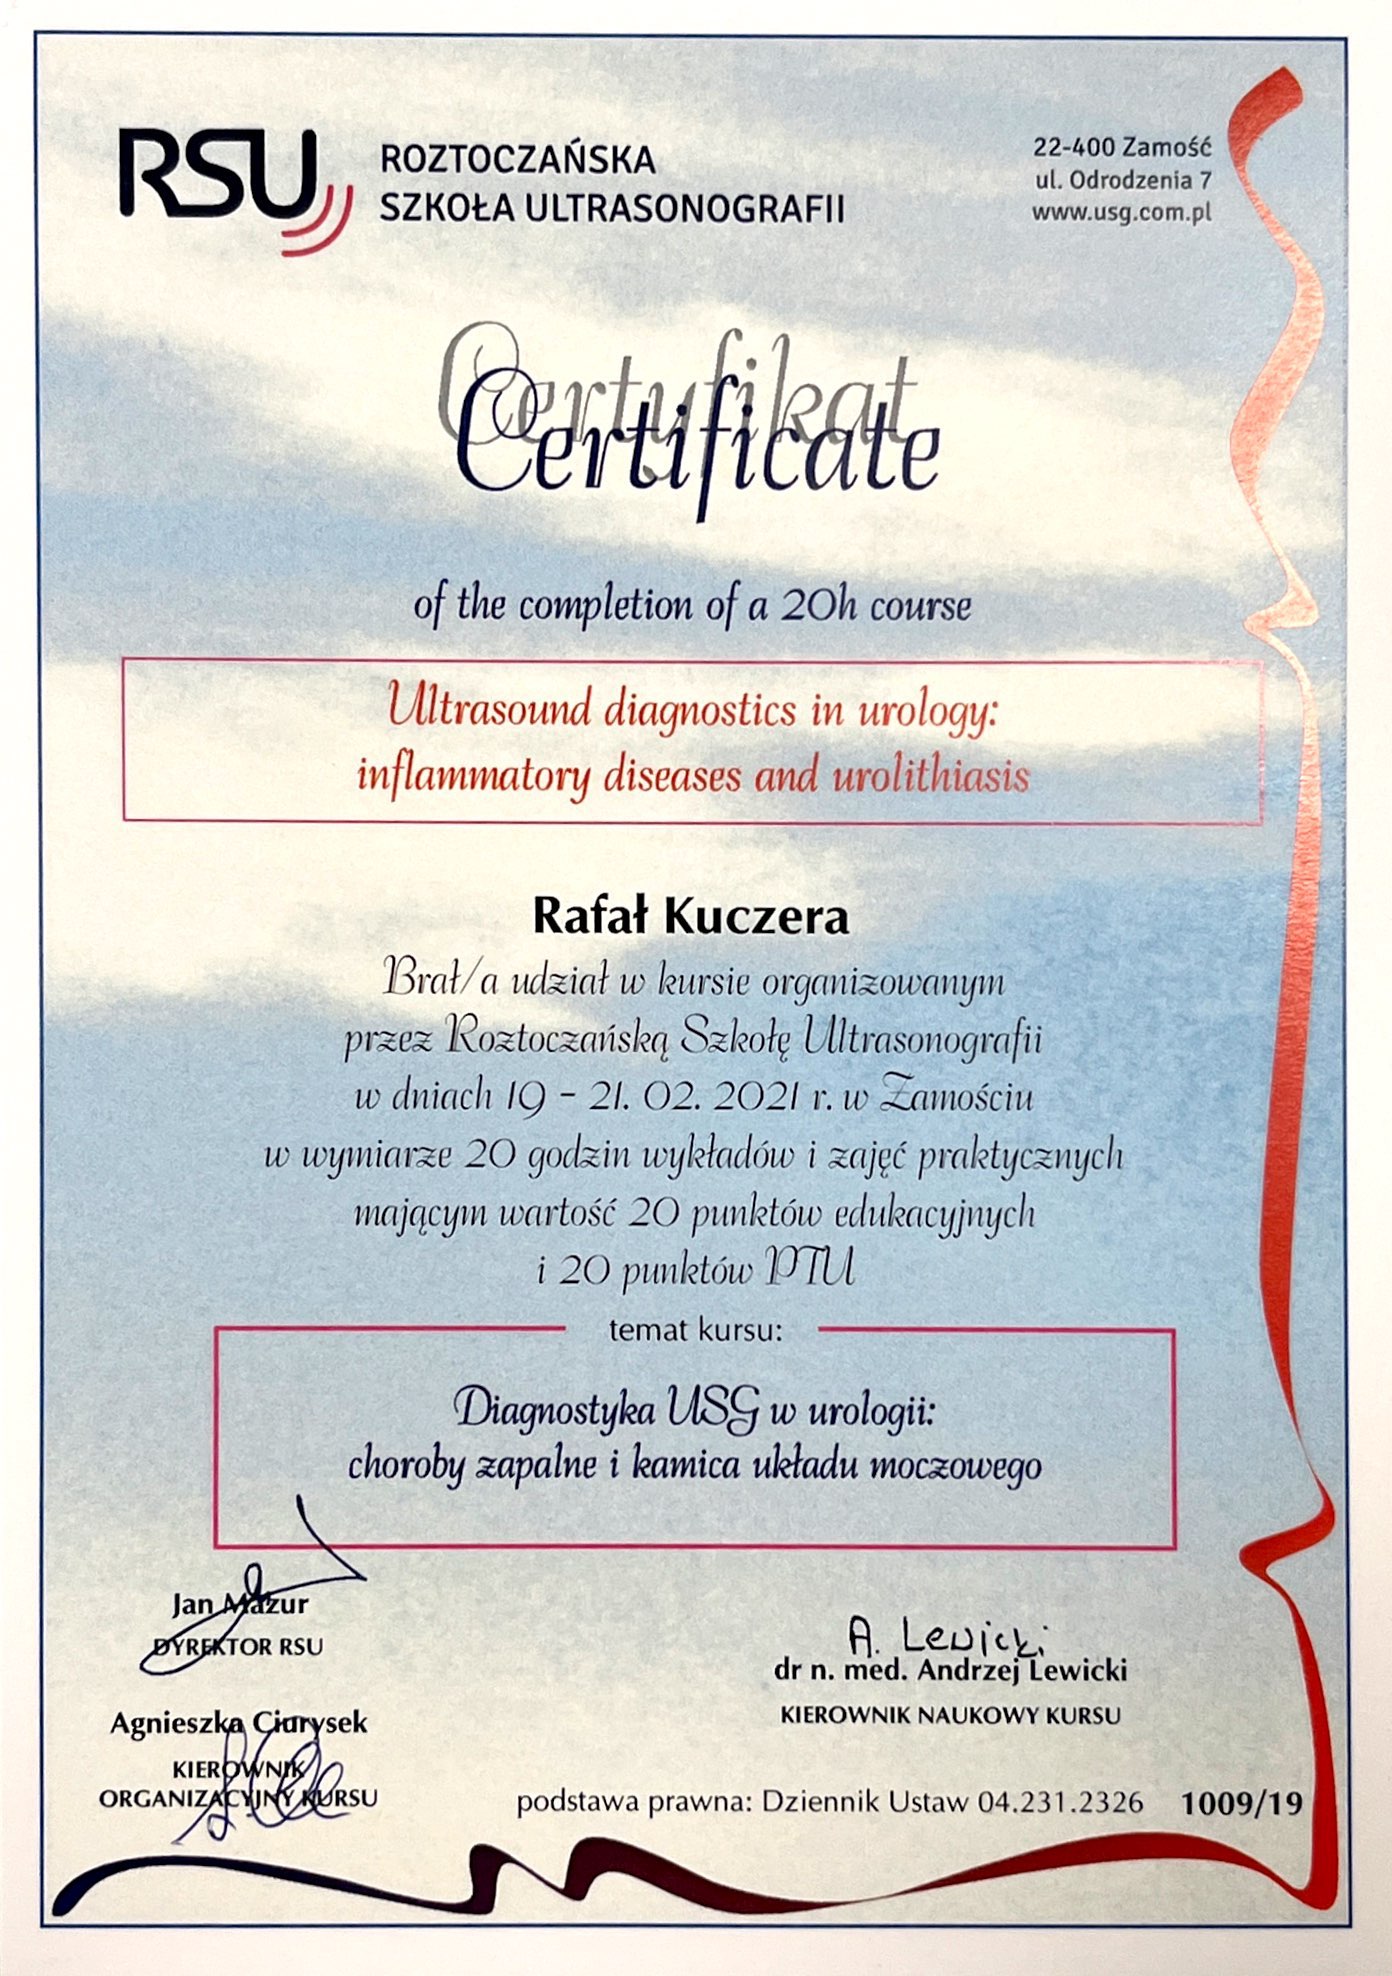 RSU
ROZTOCZAŃSKA
SZKOŁA ULTRASONOGRAFII
22-400 Zamość
ul. Odrodzenia 7
www.usg.com.pl
Certyfikat
Certificate
of the completion of a 20h course
Ultrasound diagnostics in urology:
inflammatory diseases and urolithiasis
Rafał Kuczera
Brał/a udział w kursie organizowanym
przez Roztoczańską Szkołę Ultrasonografii
w dniach 19 - 21. 02. 2021 r. w Zamościu
w wymiarze 20 godzin wykładów i zajęć praktycznych
mającym wartość 20 punktów edukacyjnych
i 20 punktów PTU
temat kursu:
Diagnostyka USG w urologii:
choroby zapalne i kamica układu moczowego
Jan Mazur
DYREKTOR RSU
A. Lewicki
dr n. med. Andrzej Lewicki
KIEROWNIK NAUKOWY KURSU
Agnieszka Ciurysek
KIEROWNIK
ORGANIZACYJNY KURSU
podstawa prawna: Dziennik Ustaw 04.231.2326 1009/19